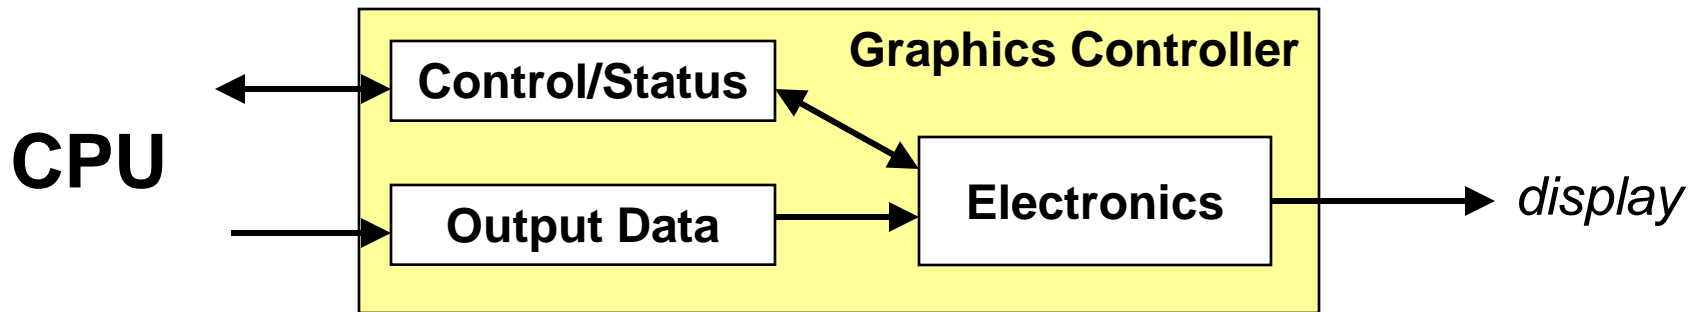 Graphics Controller
Control/Status
CPU
Output Data
Electronics
display